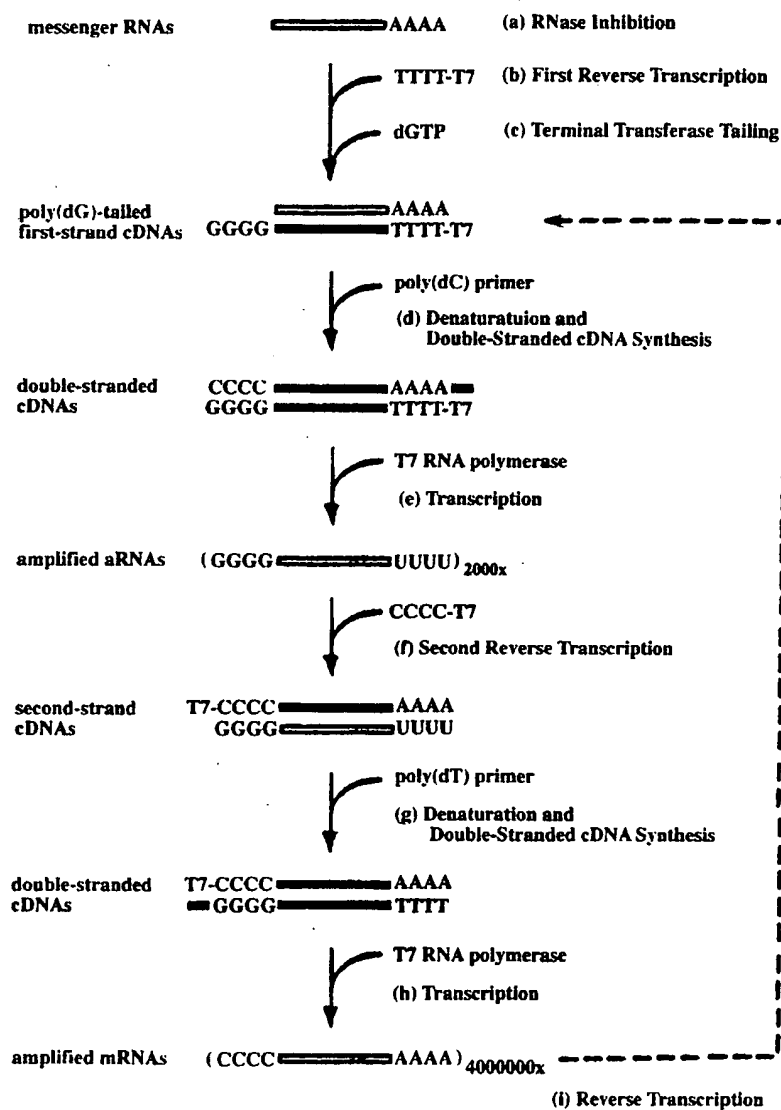 messenger RNAs AAAA (a) RNase Inhibition
TTTT-T7 (b) First Reverse Transcription
dGTP (c) Terminal Transferase Tailing
poly(dG)-tailed AAAA
first-strand cDNAs GGGG TTTT-T7
poly(dC) primer
(d) Denaturatuion and
Double-Stranded cDNA Synthesis
double-stranded CCCC AAAA
cDNAs GGGG TTTT-T7
T7 RNA polymerase
(e) Transcription
amplified aRNAs (GGGG UUUU)2000x
CCCC-T7
(f) Second Reverse Transcription
second-strand T7-CCCC AAAA
cDNAs GGGG UUUU
poly(dT) primer
(g) Denaturation and
Double-Stranded cDNA Synthesis
double-stranded T7-CCCC AAAA
cDNAs GGGG TTTT
T7 RNA polymerase
(h) Transcription
amplified mRNAs (CCCC AAAA)4000000x
(i) Reverse Transcription